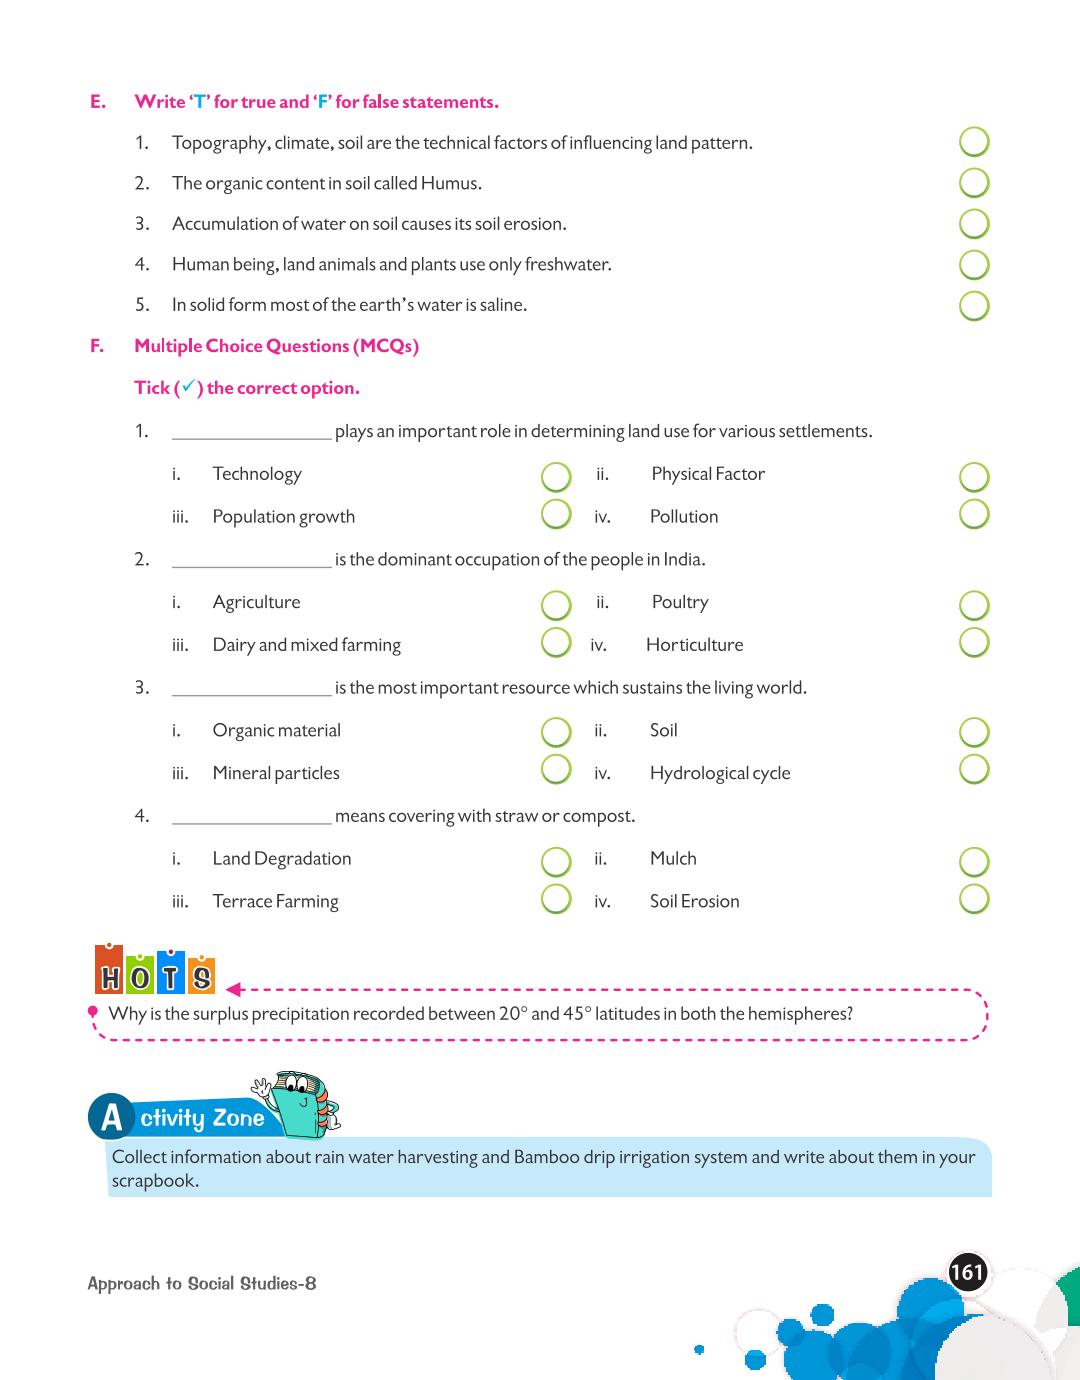 E. Write ‘T’ for true and ‘F’ for false statements.
1. Topography, climate, soil are the technical factors of influencing land pattern.
2. The organic content in soil called Humus.
3. Accumulation of water on soil causes its soil erosion.
4. Human being, land animals and plants use only freshwater.
5. In solid form most of the earth’s water is saline.
F. Multiple Choice Questions (MCQs)
Tick (✓) the correct option.
1. ________________ plays an important role in determining land use for various settlements.
i. Technology ii. Physical Factor
iii. Population growth iv. Pollution
2. ________________ is the dominant occupation of the people in India.
i. Agriculture ii. Poultry
iii. Dairy and mixed farming iv. Horticulture
3. ________________ is the most important resource which sustains the living world.
i. Organic material ii. Soil
iii. Mineral particles iv. Hydrological cycle
4. ________________ means covering with straw or compost.
i. Land Degradation ii. Mulch
iii. Terrace Farming iv. Soil Erosion
HOTS
Why is the surplus precipitation recorded between 20° and 45° latitudes in both the hemispheres?
Activity Zone
Collect information about rain water harvesting and Bamboo drip irrigation system and write about them in your
scrapbook.
Approach to Social Studies-8
161